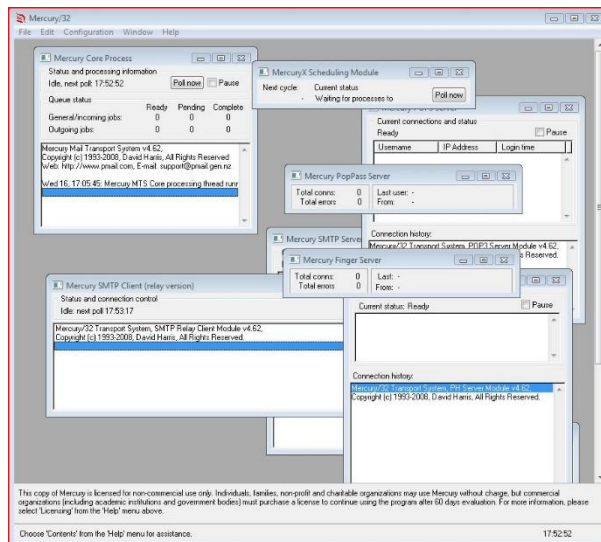 Mercury/32
File Edit Configuration Window Help
Mercury Core Process
Status and processing information
Idle, next poll: 17:52:52
Poll now
Pause
Queue status
Ready Pending Complete
General/incoming jobs: 0 0 0
Outgoing jobs: 0 0 0
Mercury Mail Transport System,
Copyright (c) 1993-2008, David Harris, All Rights Reserved
Web: http://www.pmail.com, E-mail: support@pmail.gen.nz
Wed 16, 17:05:45: Mercury MTS Core processing thread runn
MercuryX Scheduling Module
Next cycle: Current status
- Waiting for processes to
Poll now
Current connections and status
Ready
Pause
Username IP Address Login time
Connection history:
Mercury/32 Transport System, POP3 Server Module v4.62,
s Reserved.
Mercury PopPass Server
Total conns: 0 Last user: -
Total errors 0 From: -
Mercury SMTP Server
Mercury Finger Server
Total conns: 0 Last: -
Total errors 0 From: -
Mercury SMTP Client (relay version)
Status and connection control
Idle: next poll 17:53:17
Mercury/32 Transport System, SMTP Relay Client Module v4.62,
Copyright (c) 1993-2008, David Harris, All Rights Reserved.
Current status: Ready
Pause
Connection history:
Mercury/32 Transport System, PH Server Module v4.62,
Copyright (c) 1993-2008, David Harris, All Rights Reserved.
This copy of Mercury is licensed for non-commercial use only. Individuals, families, non-profit and charitable organizations may use Mercury without charge, but commercial
organizations (including academic institutions and government bodies) must purchase a license to continue using the program after 60 days evaluation. For more information, please
select 'Licensing' from the 'Help' menu above.
Choose 'Contents' from the 'Help' menu for assistance.
17:52:52